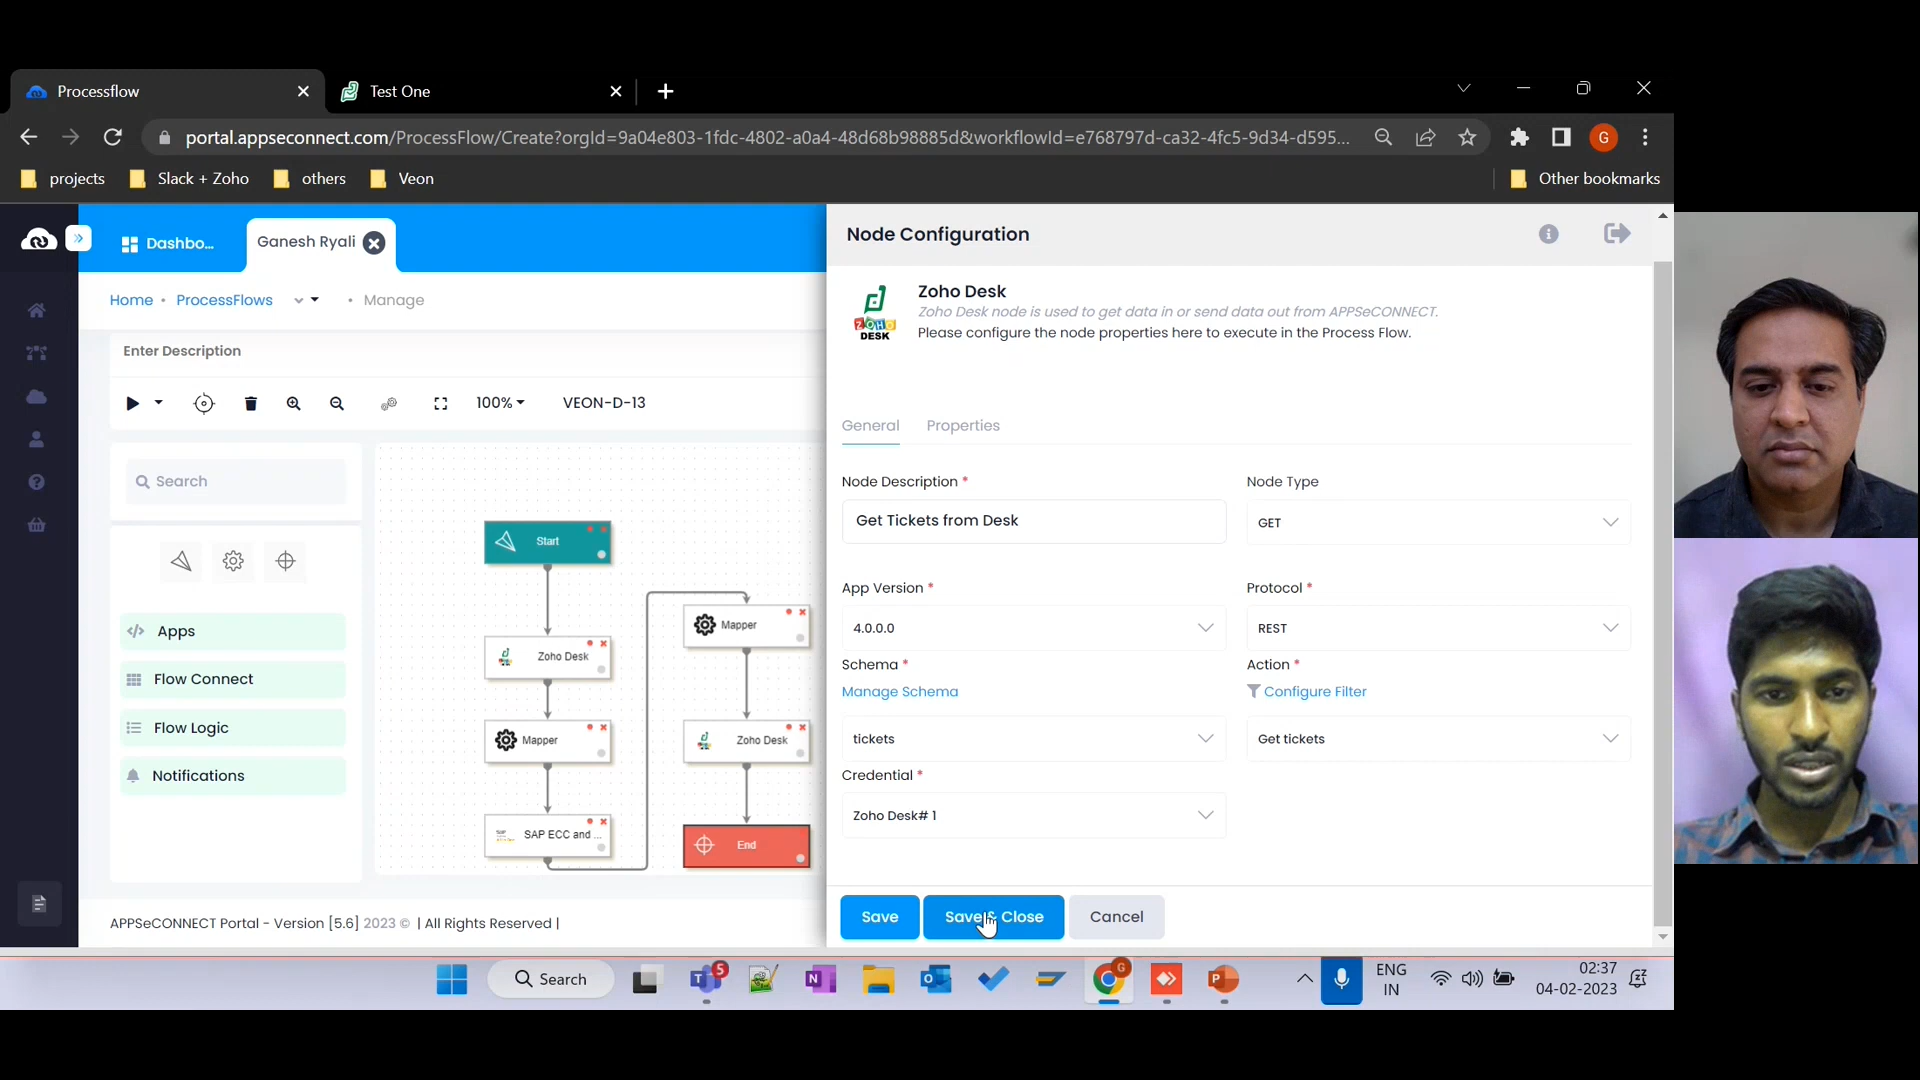 Processflow
Test One
portal.appseconnect.com/ProcessFlow/Create?orgId=9a04e803-1fdc-4802-a0a4-48d68b98885d&workflowId=e768797d-ca32-4fc5-9d34-d595...
G
projects
Slack + Zoho
others
Veon
Other bookmarks
Dashbo...
Ganesh Ryali
Home • ProcessFlows • Manage
Enter Description
100%
VEON-D-13
Search
Apps
Flow Connect
Flow Logic
Notifications
Start
Zoho Desk
Mapper
SAP ECC and ...
Mapper
Zoho Desk
End
APPSeCONNECT Portal - Version [5.6] 2023 © | All Rights Reserved |
Node Configuration
ZOHO
DESK
Zoho Desk
Zoho Desk node is used to get data in or send data out from APPSeCONNECT.
Please configure the node properties here to execute in the Process Flow.
General
Properties
Node Description *
Node Type
Get Tickets from Desk
GET
App Version *
Protocol *
4.0.0.0
REST
Schema *
Action *
Manage Schema
Configure Filter
tickets
Get tickets
Credential *
Zoho Desk# 1
Save
Save & Close
Cancel
Search
5
G
ENG
IN
02:37
04-02-2023